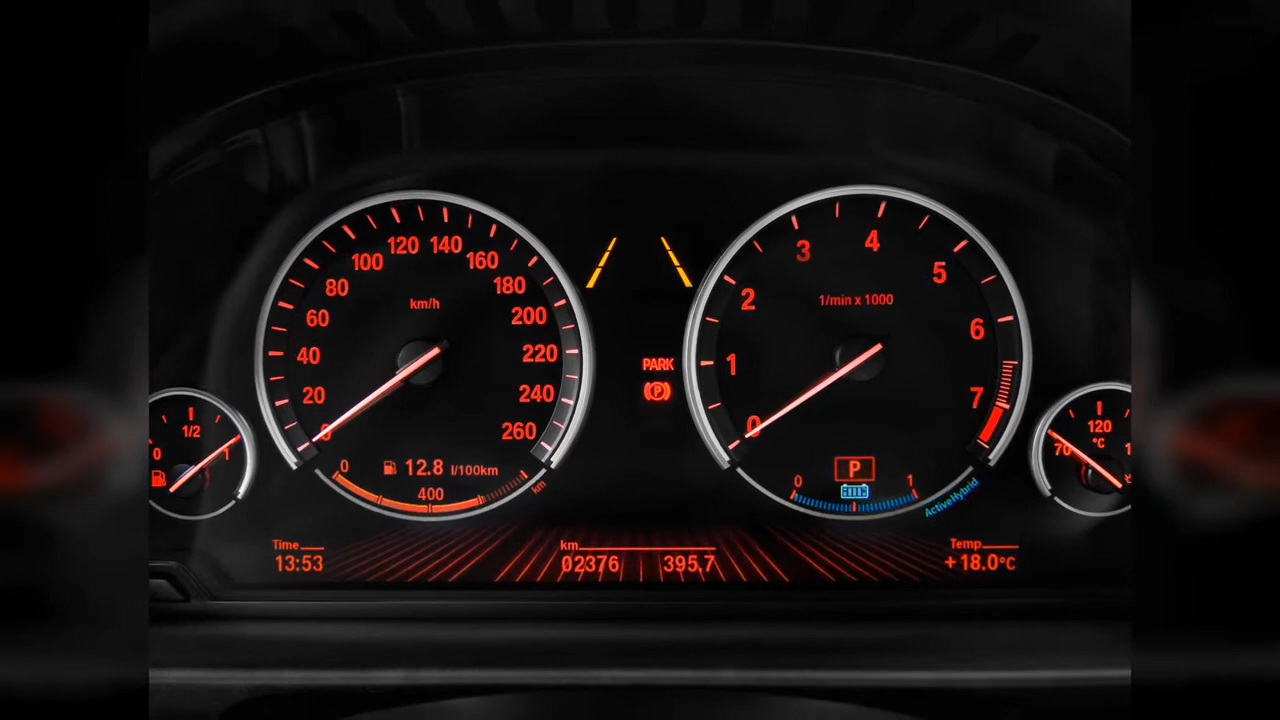 120 140
100 160
80 180
60 200
40 220
20 240
0 260
km/h
0 12.8 l/100km
400 km
0 1/2 1
PARK
(P)
3 4
2 5
1/min x 1000
1 6
0 7
P
0 1
ActiveHybrid
70 120
°C
Time
13:53
km
02376 395,7
Temp
+18.0°C